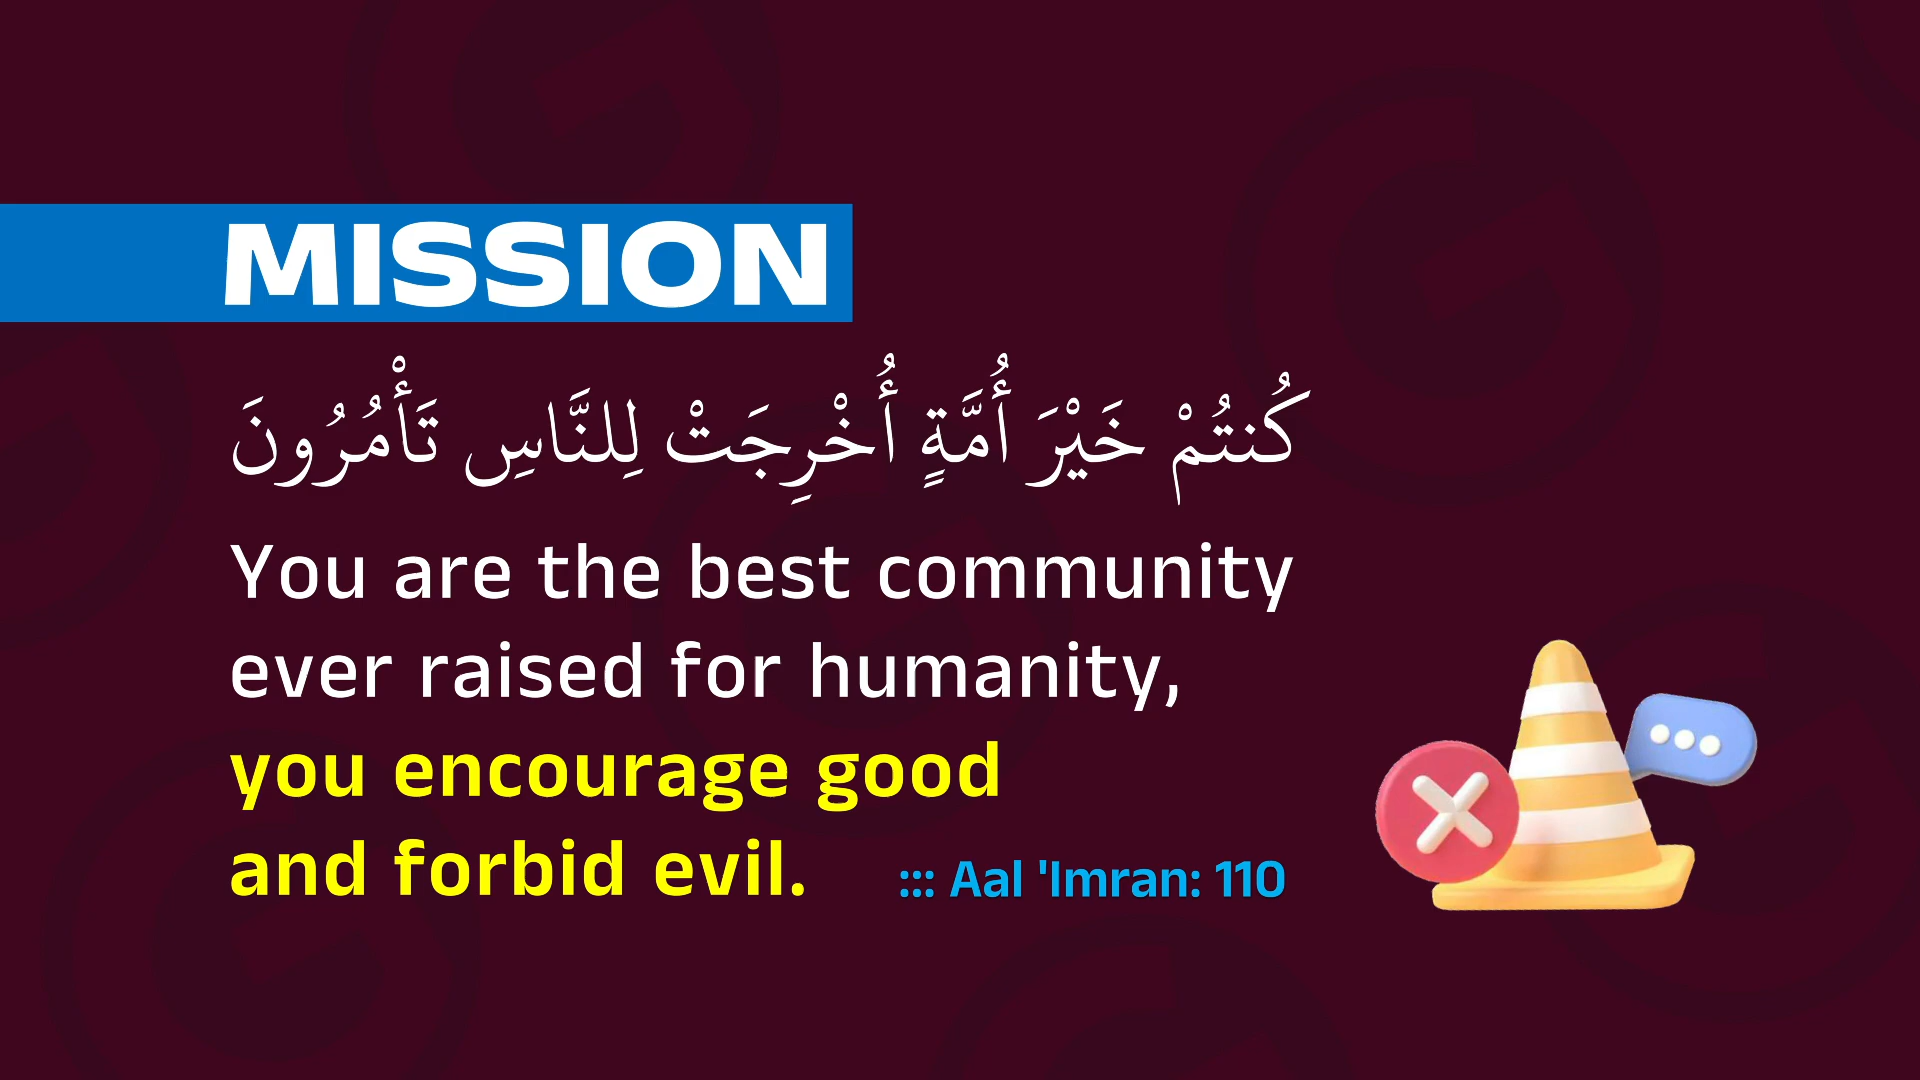 MISSION
كُنتُمْ خَيْرَ أُمَّةٍ أُخْرِجَتْ لِلنَّاسِ تَأْمُرُونَ
You are the best community
ever raised for humanity,
you encourage good
and forbid evil.
::: Aal 'Imran: 110